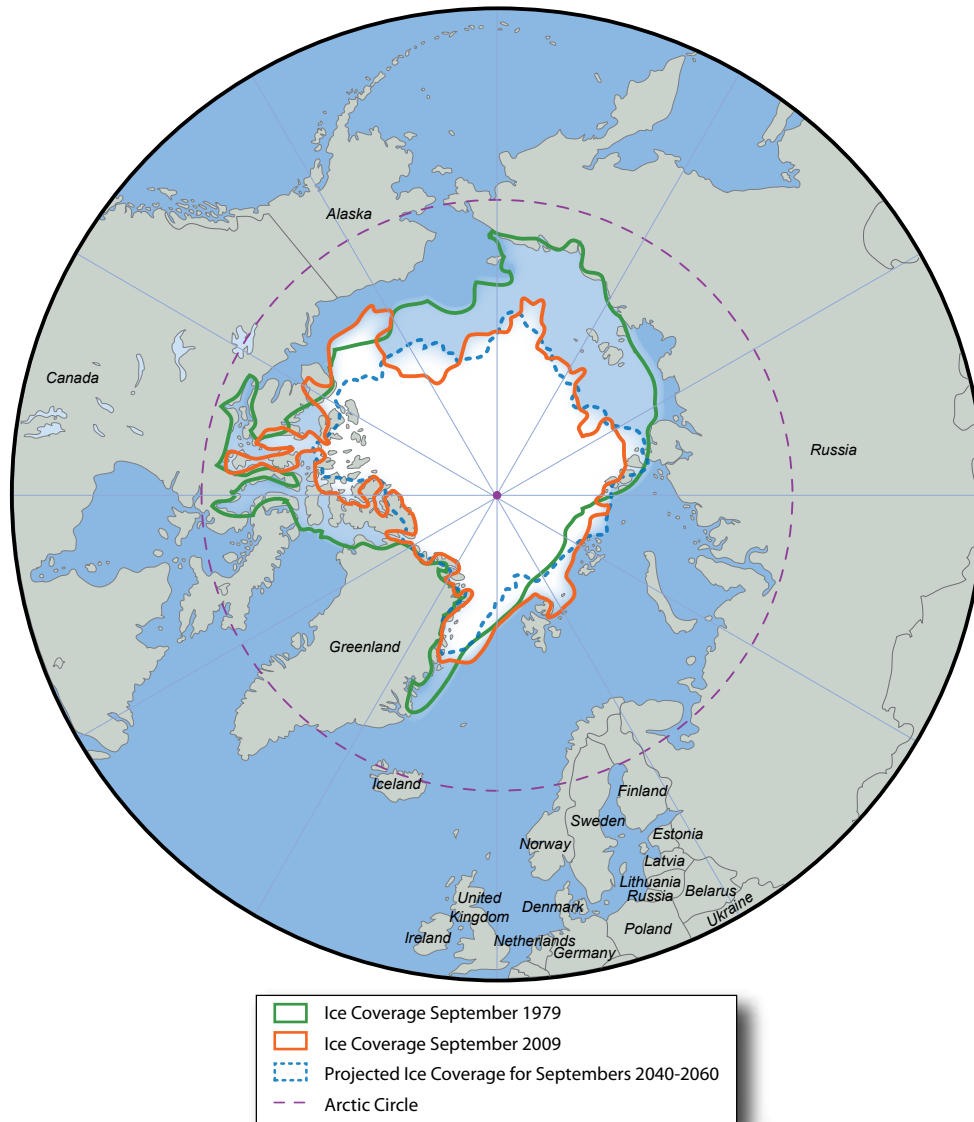 Alaska
Canada
Russia
Greenland
Iceland
Finland
Sweden
Norway
Estonia
Latvia
Lithuania
Russia
Belarus
Ukraine
United
Kingdom
Denmark
Poland
Ireland
Netherlands
Germany
Ice Coverage September 1979
Ice Coverage September 2009
Projected Ice Coverage for Septembers 2040-2060
Arctic Circle